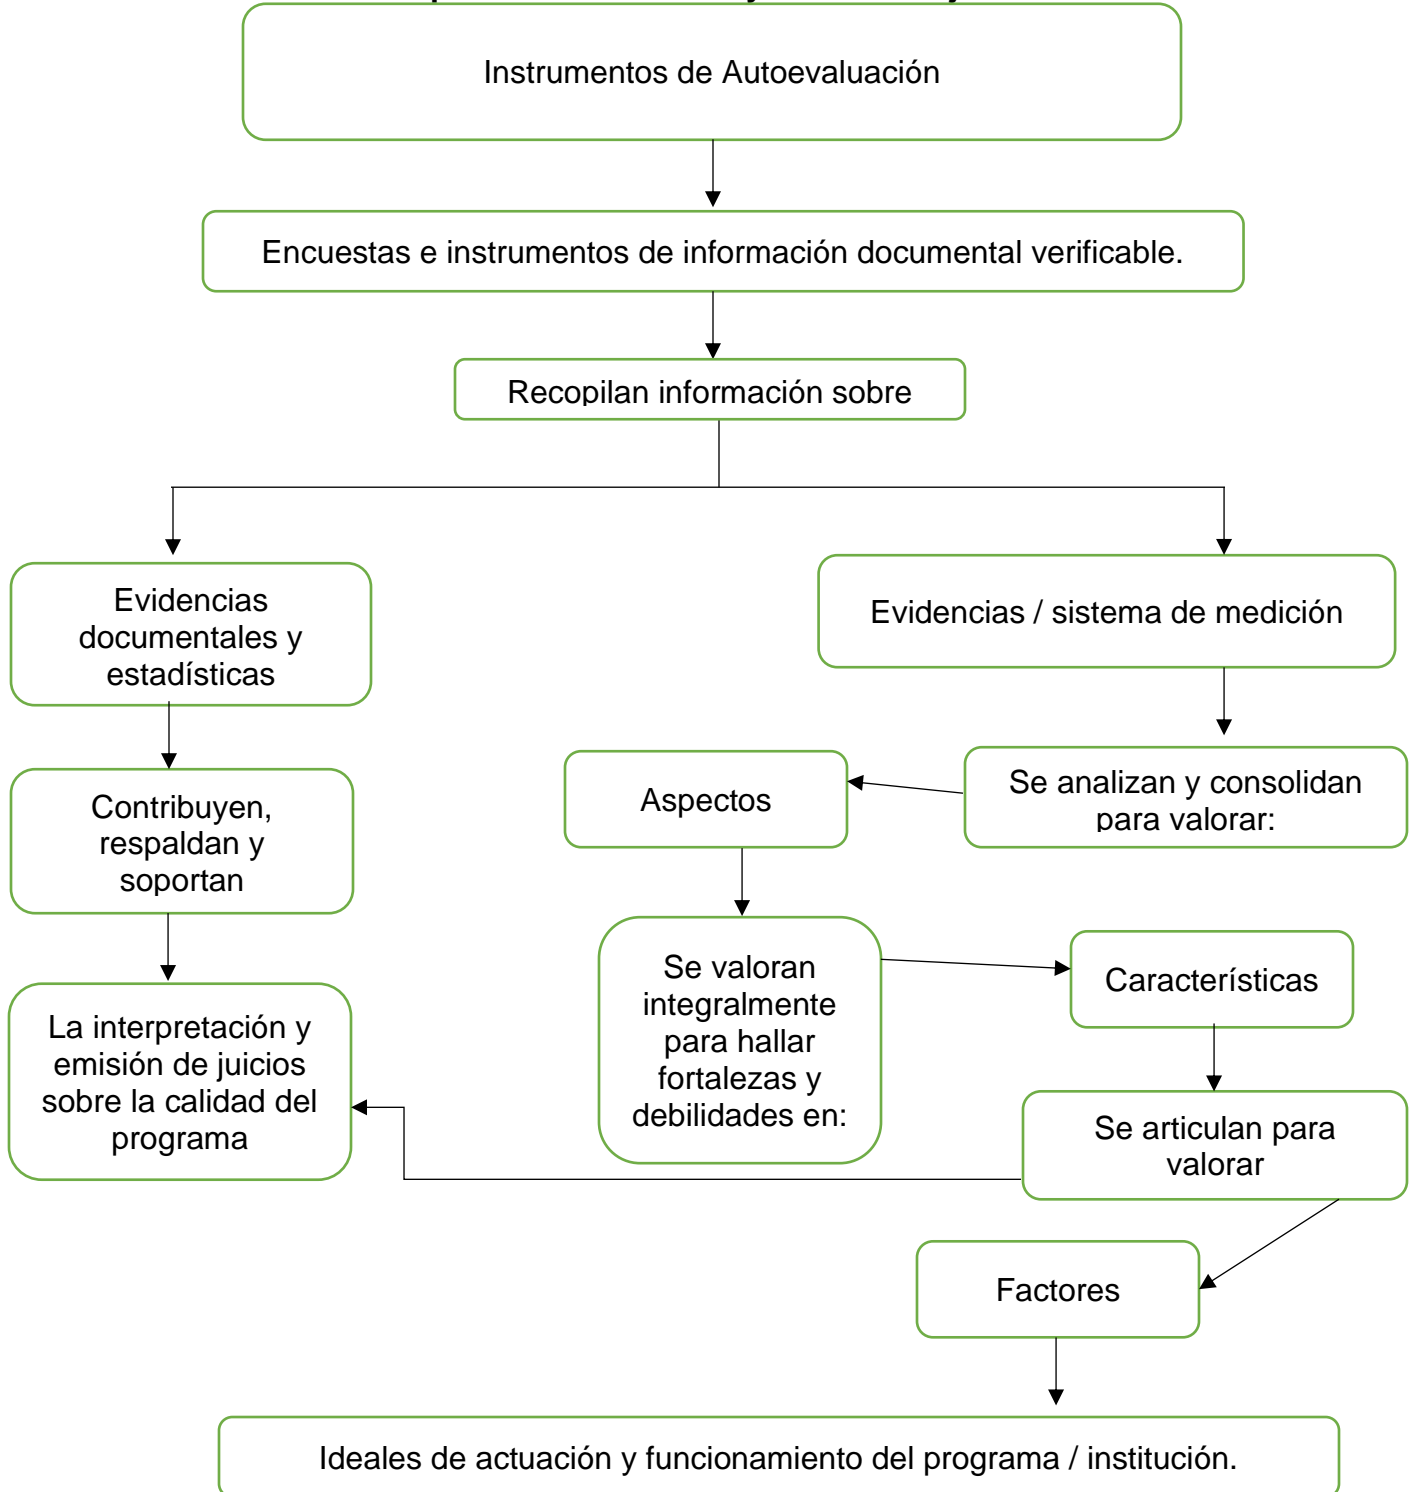 Instrumentos de Autoevaluación
Encuestas e instrumentos de información documental verificable.
Recopilan información sobre
Evidencias
documentales y
estadísticas
Evidencias / sistema de medición
Contribuyen,
respaldan y
soportan
Aspectos
Se analizan y consolidan
para valorar:
Se valoran
integralmente
para hallar
fortalezas y
debilidades en:
Características
La interpretación y
emisión de juicios
sobre la calidad del
programa
Se articulan para
valorar
Factores
Ideales de actuación y funcionamiento del programa / institución.